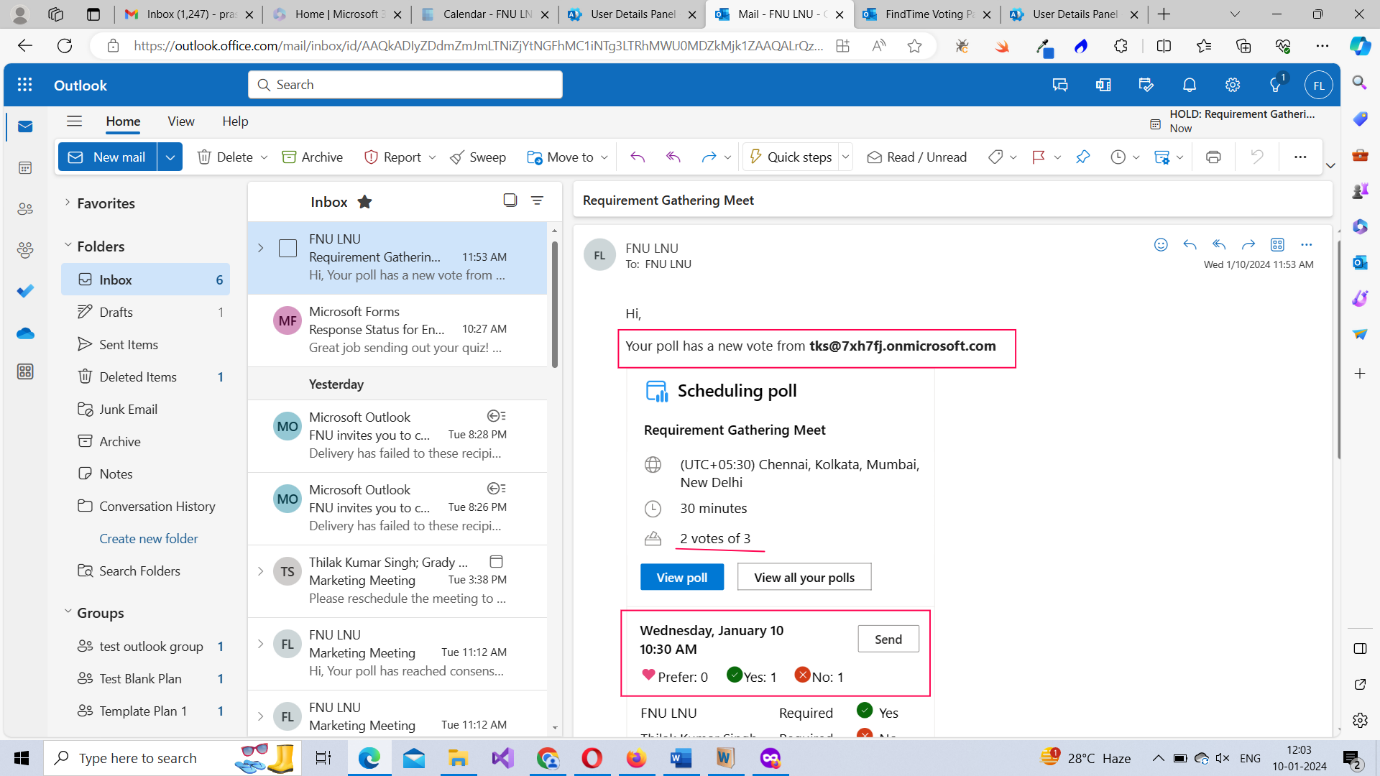 Inbox (1,247) - pra
Home | Microsoft 3
Calendar - FNU LN
User Details Panel
Mail - FNU LNU - O
FindTime Voting Pa
User Details Panel
https://outlook.office.com/mail/inbox/id/AAQkADIyZDdmZmJmLTNiZjYtNGFhMC1iNTg3LTRhMWU0MDZkMjk1ZAAQALrQz...
Outlook
Search
1
FL
Home
View
Help
HOLD: Requirement Gatheri...
Now
New mail
Delete
Archive
Report
Sweep
Move to
Quick steps
Read / Unread
Favorites
Folders
Inbox 6
Drafts 1
Sent Items
Deleted Items 1
Junk Email
Archive
Notes
Conversation History
Create new folder
Search Folders
Groups
test outlook group 1
Test Blank Plan 1
Template Plan 1 1
Inbox
FNU LNU
Requirement Gatherin... 11:53 AM
Hi, Your poll has a new vote from ...
MF
Microsoft Forms
Response Status for En... 10:27 AM
Great job sending out your quiz! ...
Yesterday
MO
Microsoft Outlook
FNU invites you to c... Tue 8:28 PM
Delivery has failed to these recipi...
MO
Microsoft Outlook
FNU invites you to c... Tue 8:26 PM
Delivery has failed to these recipi...
TS
Thilak Kumar Singh; Grady ...
Marketing Meeting Tue 3:38 PM
Please reschedule the meeting to ...
FL
FNU LNU
Marketing Meeting Tue 11:12 AM
Hi, Your poll has reached consens...
FL
FNU LNU
Marketing Meeting Tue 11:12 AM
Requirement Gathering Meet
FL
FNU LNU
To: FNU LNU
Wed 1/10/2024 11:53 AM
Hi,
Your poll has a new vote from tks@7xh7fj.onmicrosoft.com
Scheduling poll
Requirement Gathering Meet
(UTC+05:30) Chennai, Kolkata, Mumbai,
New Delhi
30 minutes
2 votes of 3
View poll
View all your polls
Wednesday, January 10
10:30 AM
Send
Prefer: 0 Yes: 1 No: 1
FNU LNU Required Yes
Thilak Kumar Singh Required No
Type here to search
1
28°C Haze
ENG
12:03
10-01-2024
2